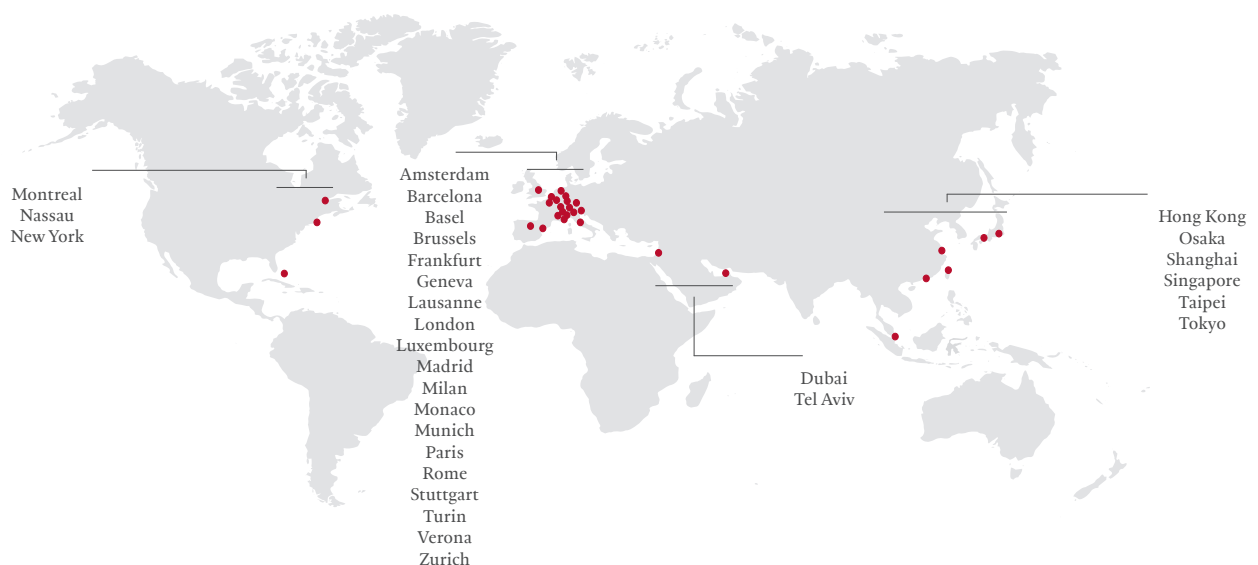 Montreal
Nassau
New York
Amsterdam
Barcelona
Basel
Brussels
Frankfurt
Geneva
Lausanne
London
Luxembourg
Madrid
Milan
Monaco
Munich
Paris
Rome
Stuttgart
Turin
Verona
Zurich
Dubai
Tel Aviv
Hong Kong
Osaka
Shanghai
Singapore
Taipei
Tokyo